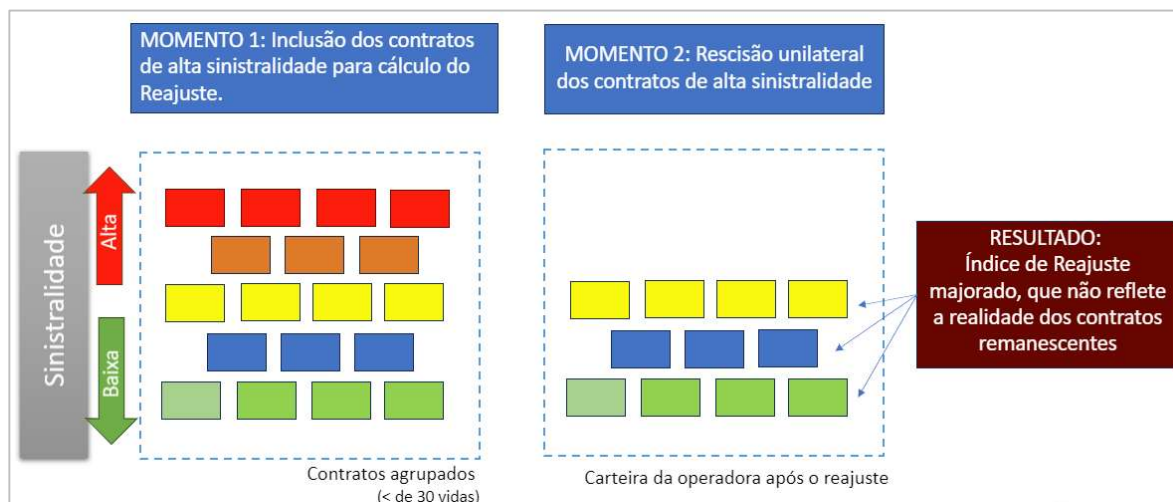 MOMENTO 1: Inclusão dos contratos
de alta sinistralidade para cálculo do
Reajuste.
MOMENTO 2: Rescisão unilateral
dos contratos de alta sinistralidade
Sinistralidade
Alta
Baixa
RESULTADO:
Índice de Reajuste
majorado, que não reflete
a realidade dos contratos
remanescentes
Contratos agrupados
(< de 30 vidas)
Carteira da operadora após o reajuste